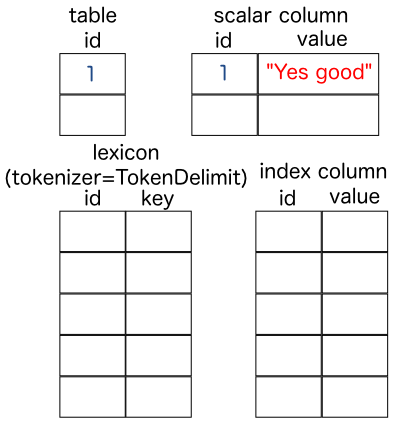 table
id
1
scalar column
id value
1 "Yes good"
lexicon
(tokenizer=TokenDelimit)
id key
index column
id value